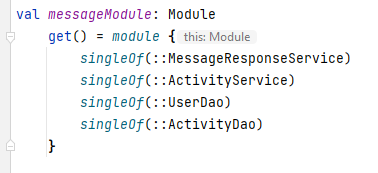 val messageModule: Module
    get() = module { this: Module
        singleOf(::MessageResponseService)
        singleOf(::ActivityService)
        singleOf(::UserDao)
        singleOf(::ActivityDao)
    }